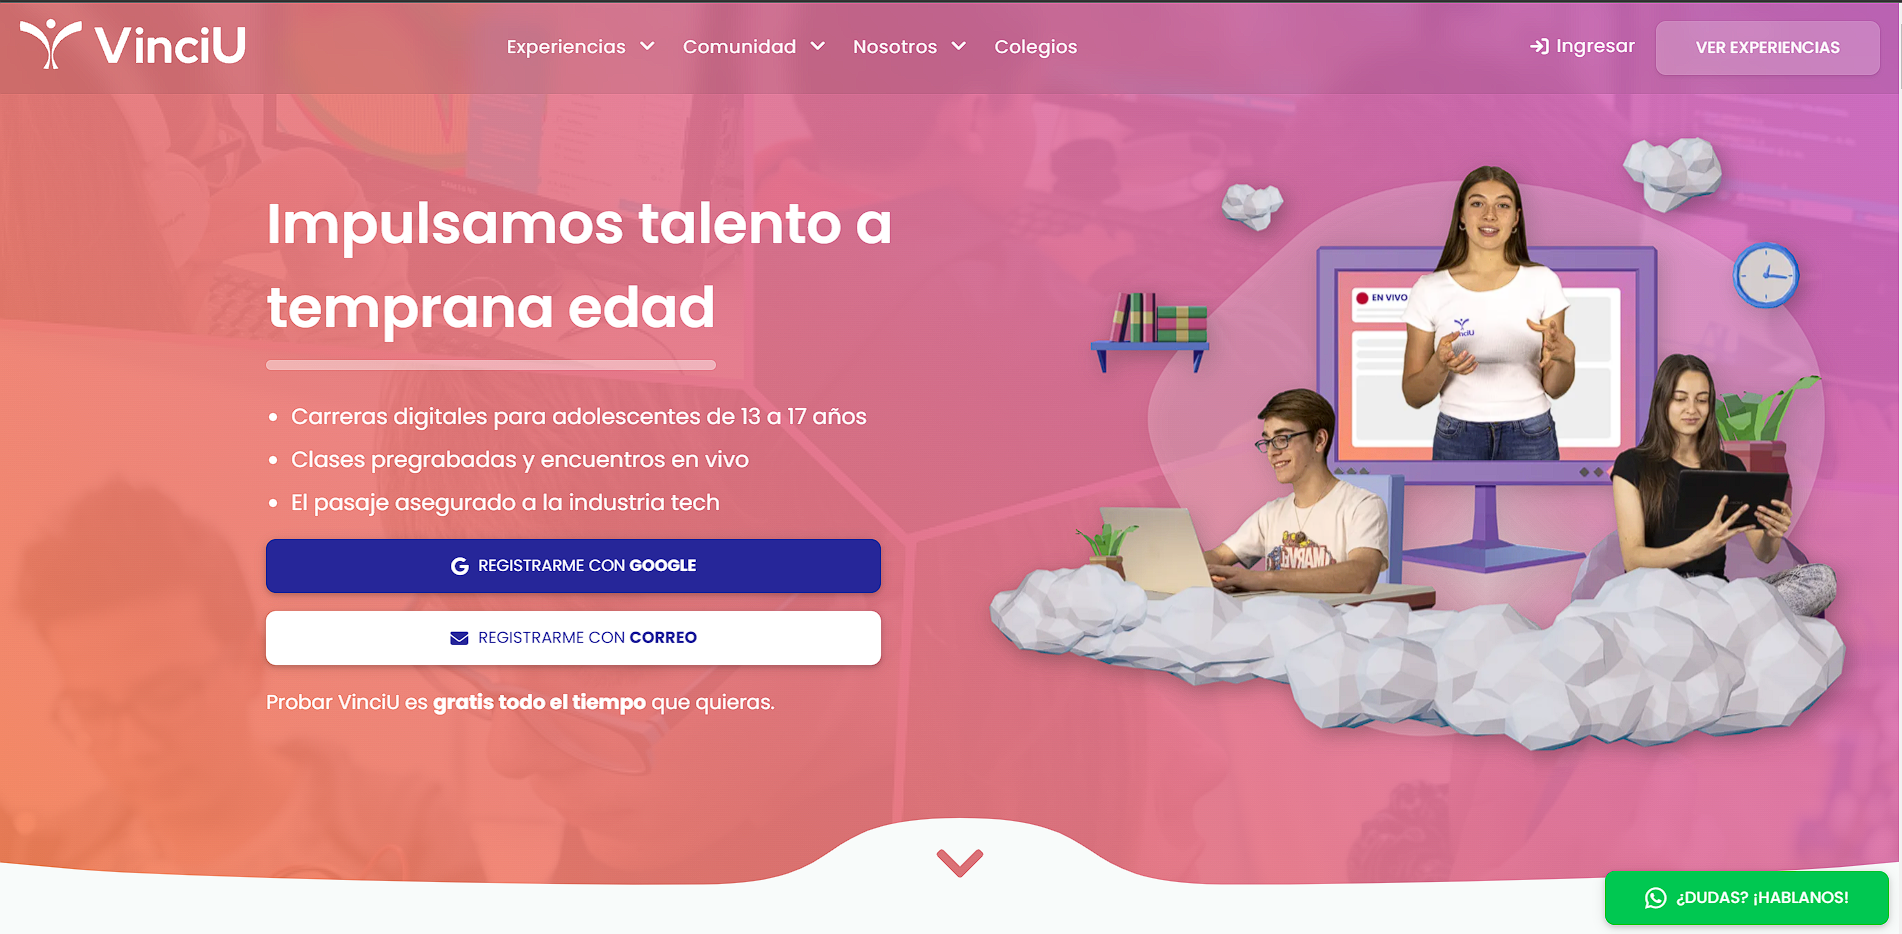 VinciU
Experiencias
Comunidad
Nosotros
Colegios
Ingresar
VER EXPERIENCIAS
Impulsamos talento a
temprana edad
EN VIVO
• Carreras digitales para adolescentes de 13 a 17 años
• Clases pregrabadas y encuentros en vivo
• El pasaje asegurado a la industria tech
REGISTRARME CON GOOGLE
REGISTRARME CON CORREO
Probar VinciU es gratis todo el tiempo que quieras.
¿DUDAS? ¡HABLANOS!